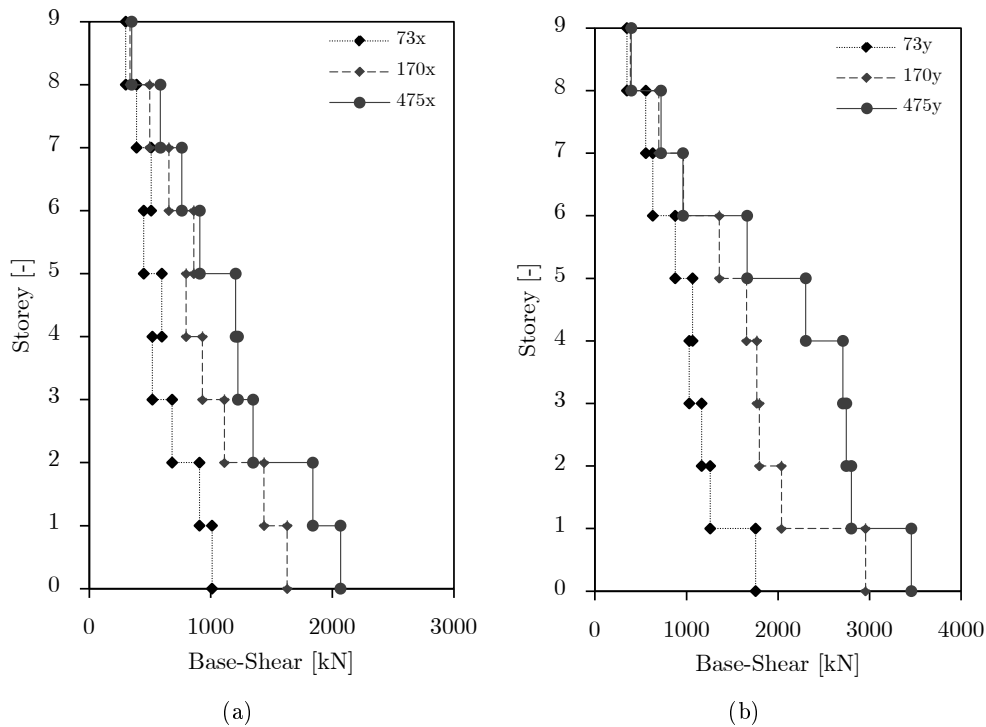 9
8
7
6
5
4
3
2
1
0
Storey [-]
0 1000 2000 3000
Base-Shear [kN]
73x
170x
475x
(a)
9
8
7
6
5
4
3
2
1
0
Storey [-]
0 1000 2000 3000 4000
Base-Shear [kN]
73y
170y
475y
(b)